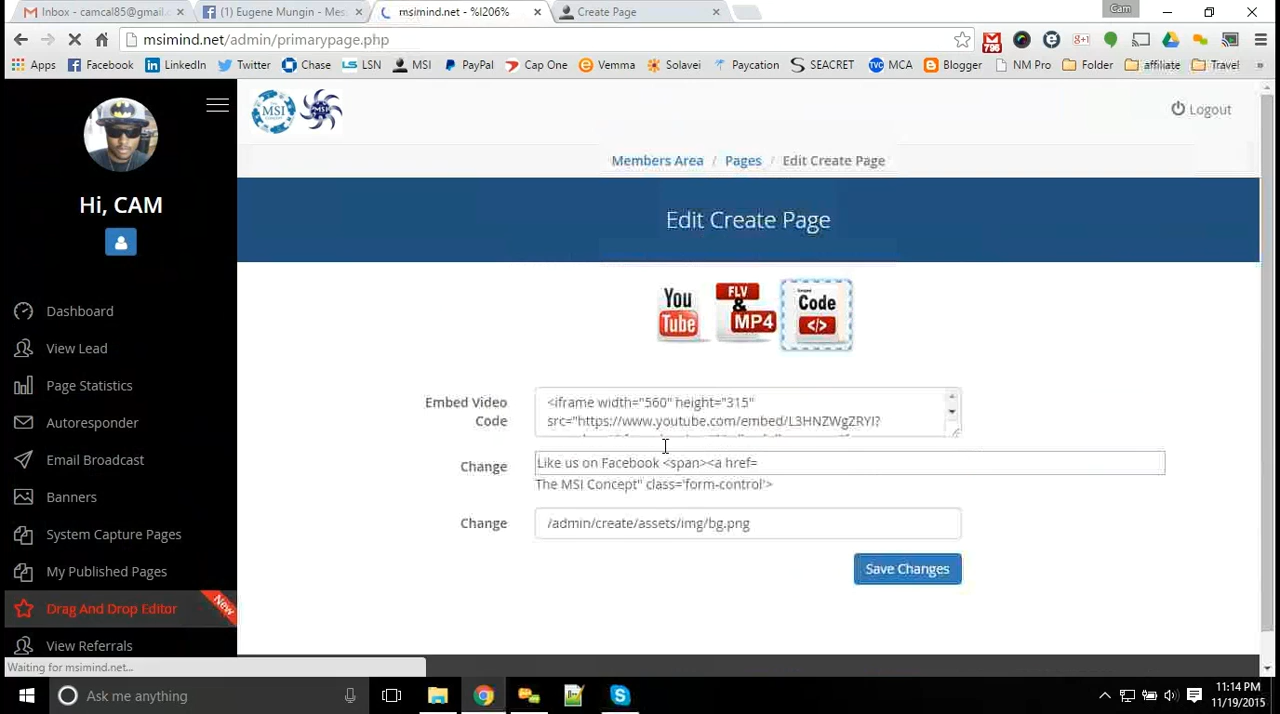 Inbox - camcal85@gmail.c
(1) Eugene Mungin - Mes
msimind.net - %I206%
Create Page
Cam
msimind.net/admin/primarypage.php
796
g+1
Apps
Facebook
LinkedIn
Twitter
Chase
LSN
MSI
PayPal
Cap One
Vemma
Solavei
Paycation
SEACRET
MCA
Blogger
NM Pro
Folder
affiliate
Travel
The
MSI
Concept
Logout
Members Area / Pages / Edit Create Page
Hi, CAM
Edit Create Page
You
Tube
FLV
&
MP4
Code
</>
Dashboard
View Lead
Page Statistics
Autoresponder
Email Broadcast
Banners
System Capture Pages
My Published Pages
Drag And Drop Editor
New
View Referrals
Embed Video
Code
<iframe width="560" height="315"
src="https://www.youtube.com/embed/L3HNZWgZRYI?
Change
Like us on Facebook <span><a href=
The MSI Concept" class='form-control'>
Change
/admin/create/assets/img/bg.png
Save Changes
Waiting for msimind.net...
Ask me anything
11:14 PM
11/19/2015